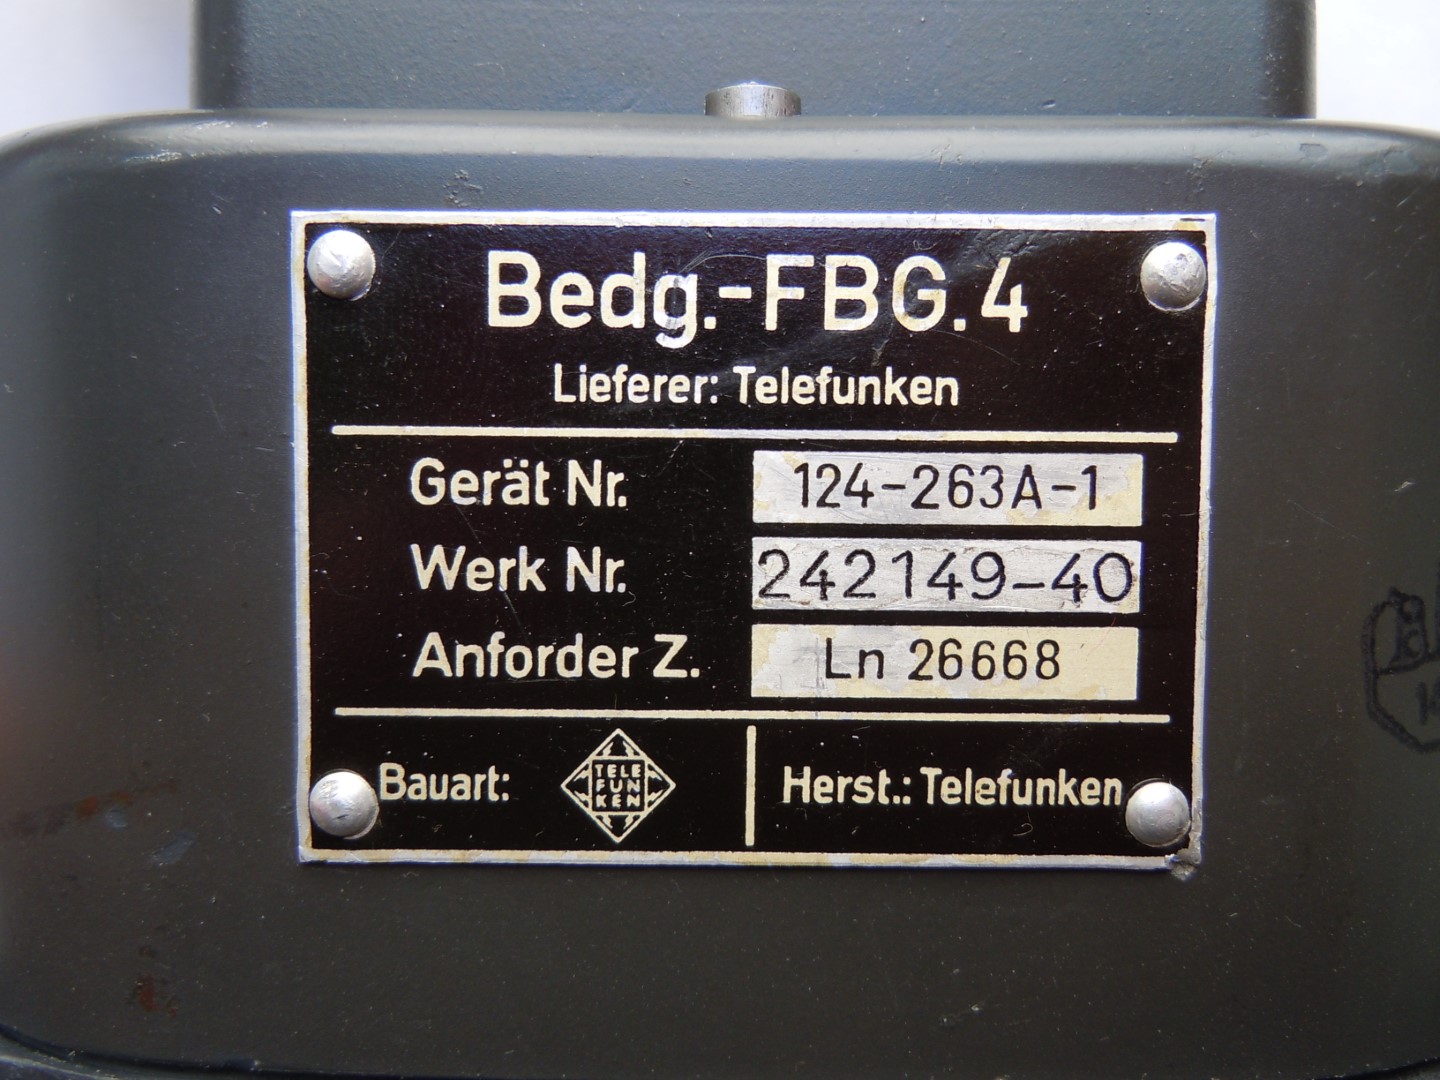 Bedg.-FBG.4
Lieferer: Telefunken
Gerät Nr. 124-263A-1
Werk Nr. 242149-40
Anforder Z. Ln 26668
Bauart: TELE FUN KEN Herst.: Telefunken